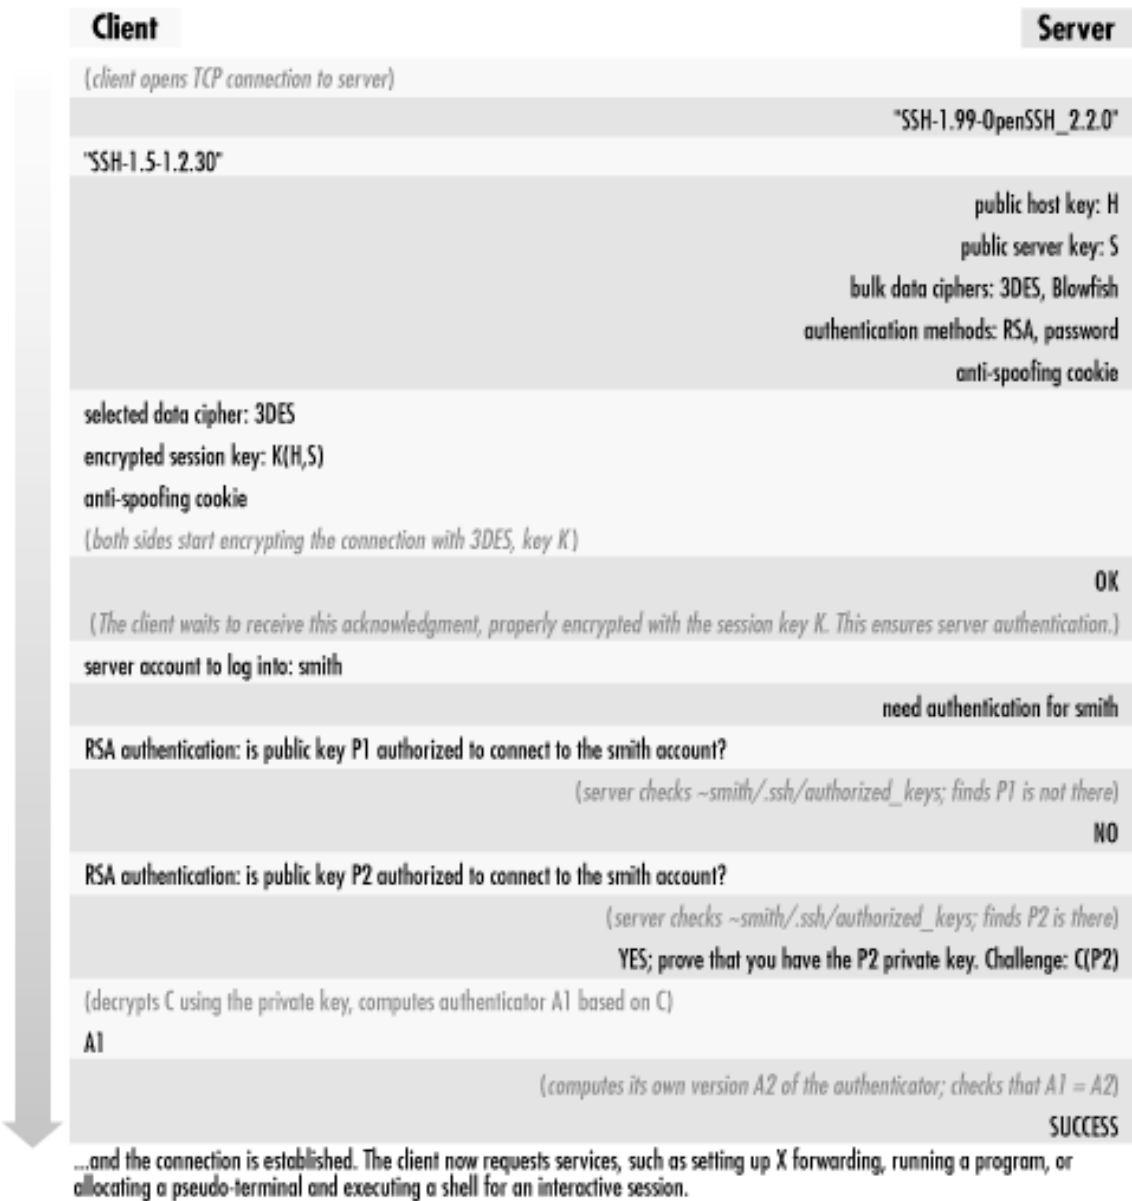 Client Server
(client opens TCP connection to server)
"SSH-1.99-OpenSSH_2.2.0"
"SSH-1.5-1.2.30"
public host key: H
public server key: S
bulk data ciphers: 3DES, Blowfish
authentication methods: RSA, password
anti-spoofing cookie
selected data cipher: 3DES
encrypted session key: K(H,S)
anti-spoofing cookie
(both sides start encrypting the connection with 3DES, key K)
OK
(The client waits to receive this acknowledgment, properly encrypted with the session key K. This ensures server authentication.)
server account to log into: smith
need authentication for smith
RSA authentication: is public key P1 authorized to connect to the smith account?
(server checks ~smith/.ssh/authorized_keys; finds P1 is not there)
NO
RSA authentication: is public key P2 authorized to connect to the smith account?
(server checks ~smith/.ssh/authorized_keys; finds P2 is there)
YES; prove that you have the P2 private key. Challenge: C(P2)
(decrypts C using the private key, computes authenticator A1 based on C)
A1
(computes its own version A2 of the authenticator; checks that A1 = A2)
SUCCESS
...and the connection is established. The client now requests services, such as setting up X forwarding, running a program, or
allocating a pseudo-terminal and executing a shell for an interactive session.